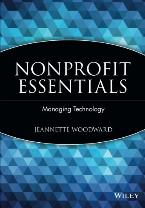 NONPROFIT
ESSENTIALS
Managing Technology
JEANNETTE WOODWARD
WILEY